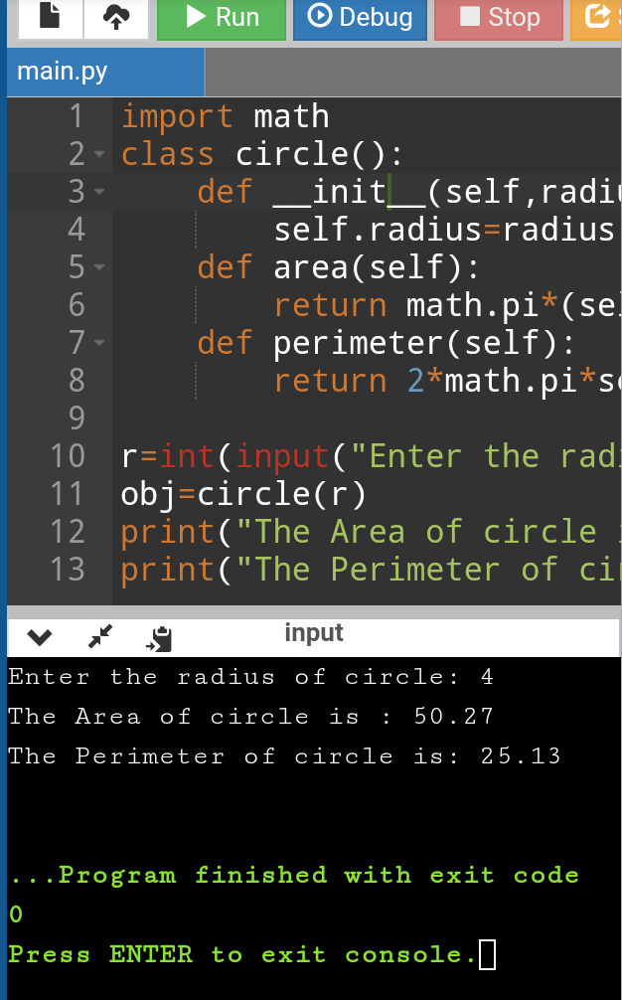 Run Debug Stop
main.py
1 import math
2 class circle():
3 def __init__(self,radiu
4 self.radius=radius
5 def area(self):
6 return math.pi*(sel
7 def perimeter(self):
8 return 2*math.pi*se
9
10 r=int(input("Enter the radi
11 obj=circle(r)
12 print("The Area of circle i
13 print("The Perimeter of cir
input
Enter the radius of circle: 4
The Area of circle is : 50.27
The Perimeter of circle is: 25.13
...Program finished with exit code
0
Press ENTER to exit console.